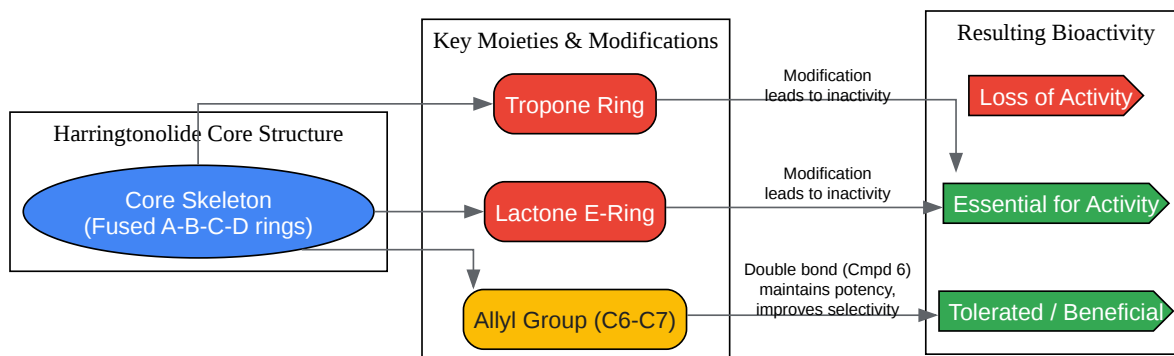 Harringtonolide Core Structure
Core Skeleton
(Fused A-B-C-D rings)
Key Moieties & Modifications
Tropone Ring
Lactone E-Ring
Allyl Group (C6-C7)
Modification
leads to inactivity
Modification
leads to inactivity
Double bond (Cmpd 6)
maintains potency,
improves selectivity
Resulting Bioactivity
Loss of Activity
Essential for Activity
Tolerated / Beneficial